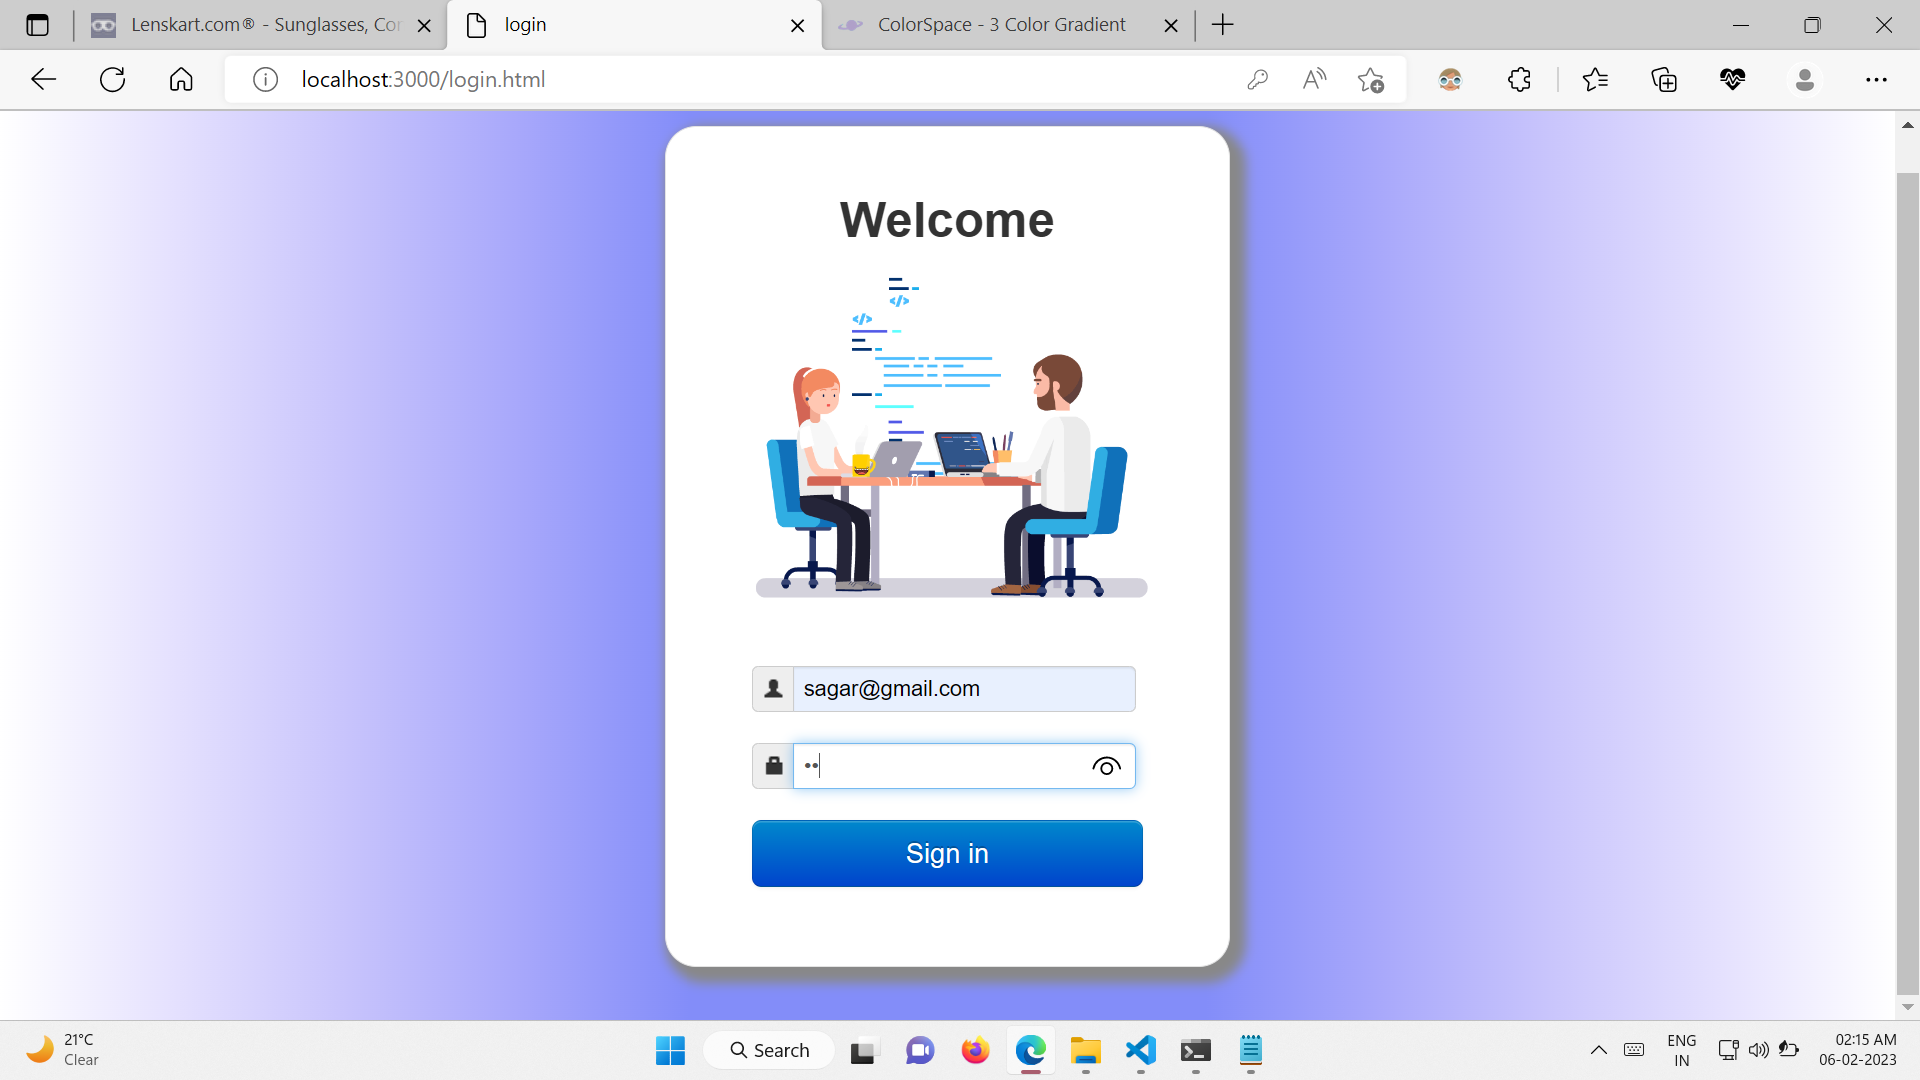 Lenskart.com® - Sunglasses, Cor
login
ColorSpace - 3 Color Gradient
localhost:3000/login.html
Welcome
</>
</>
sagar@gmail.com
••
Sign in
21°C
Clear
Search
ENG
IN
02:15 AM
06-02-2023